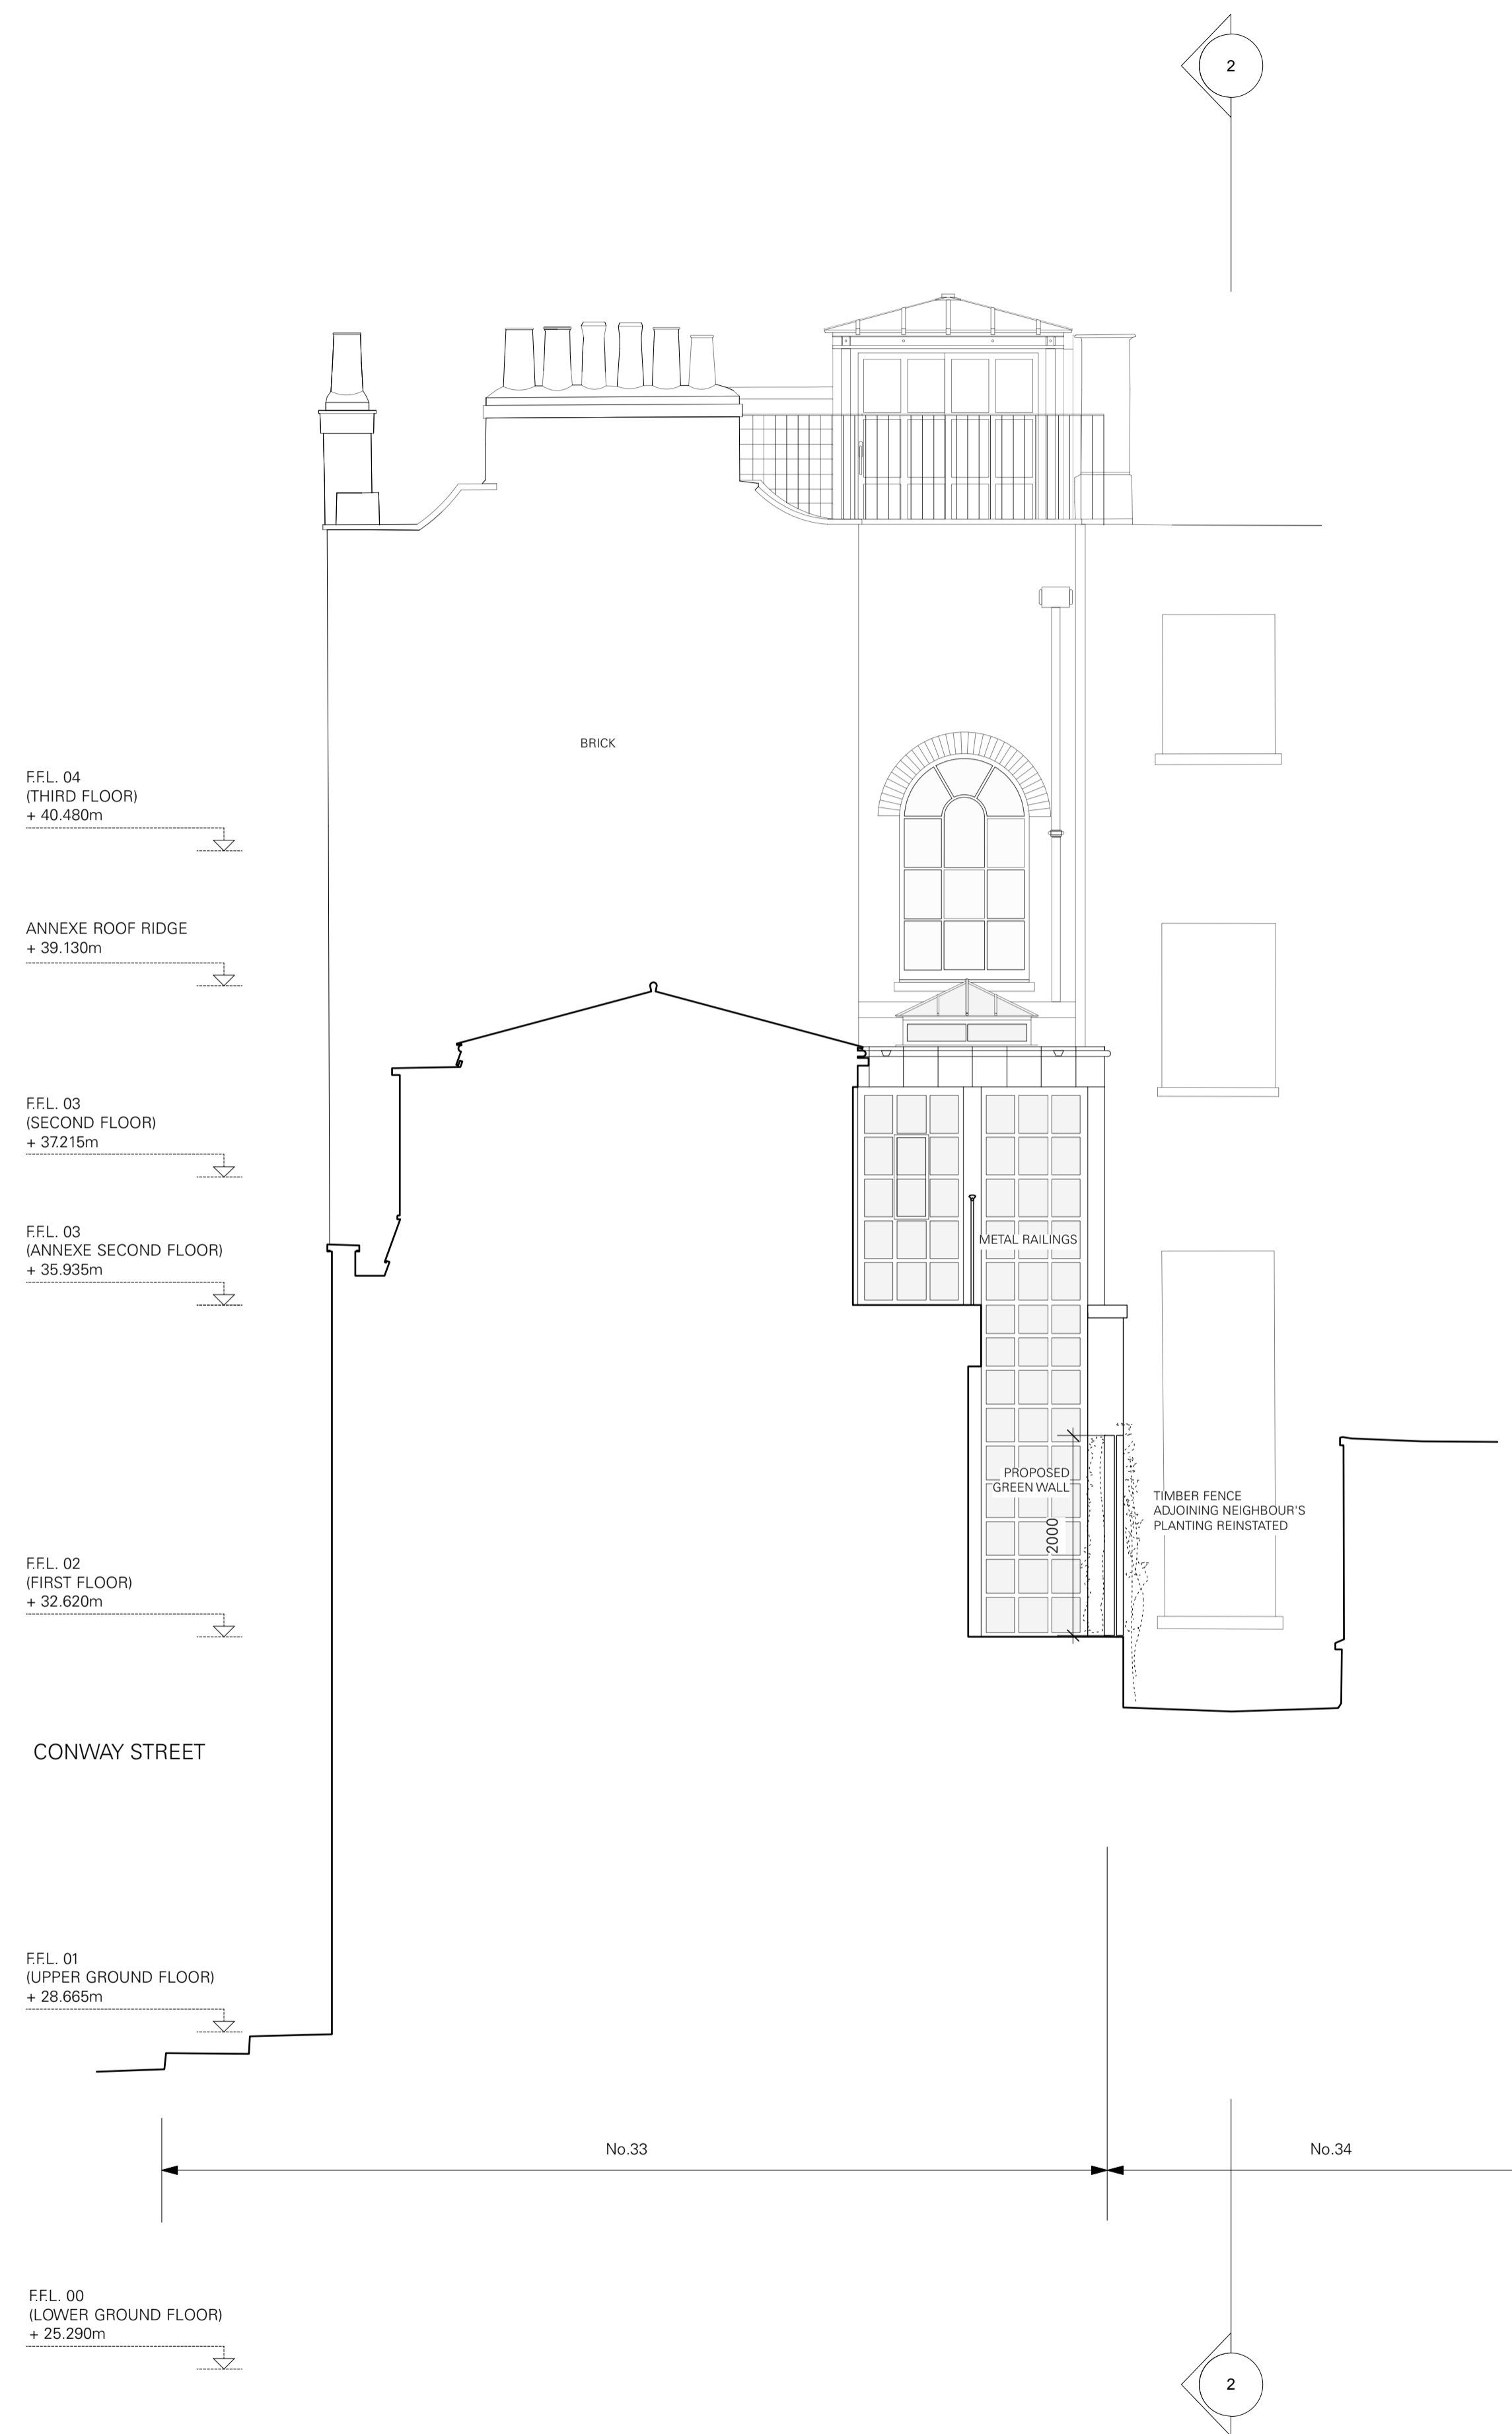 2
BRICK
F.F.L. 04
(THIRD FLOOR)
+ 40.480m
ANNEXE ROOF RIDGE
+ 39.130m
F.F.L. 03
(SECOND FLOOR)
+ 37.215m
F.F.L. 03
(ANNEXE SECOND FLOOR)
+ 35.935m
METAL RAILINGS
PROPOSED
GREEN WALL
2000
TIMBER FENCE
ADJOINING NEIGHBOUR'S
PLANTING REINSTATED
F.F.L. 02
(FIRST FLOOR)
+ 32.620m
CONWAY STREET
F.F.L. 01
(UPPER GROUND FLOOR)
+ 28.665m
No.33
No.34
F.F.L. 00
(LOWER GROUND FLOOR)
+ 25.290m
2